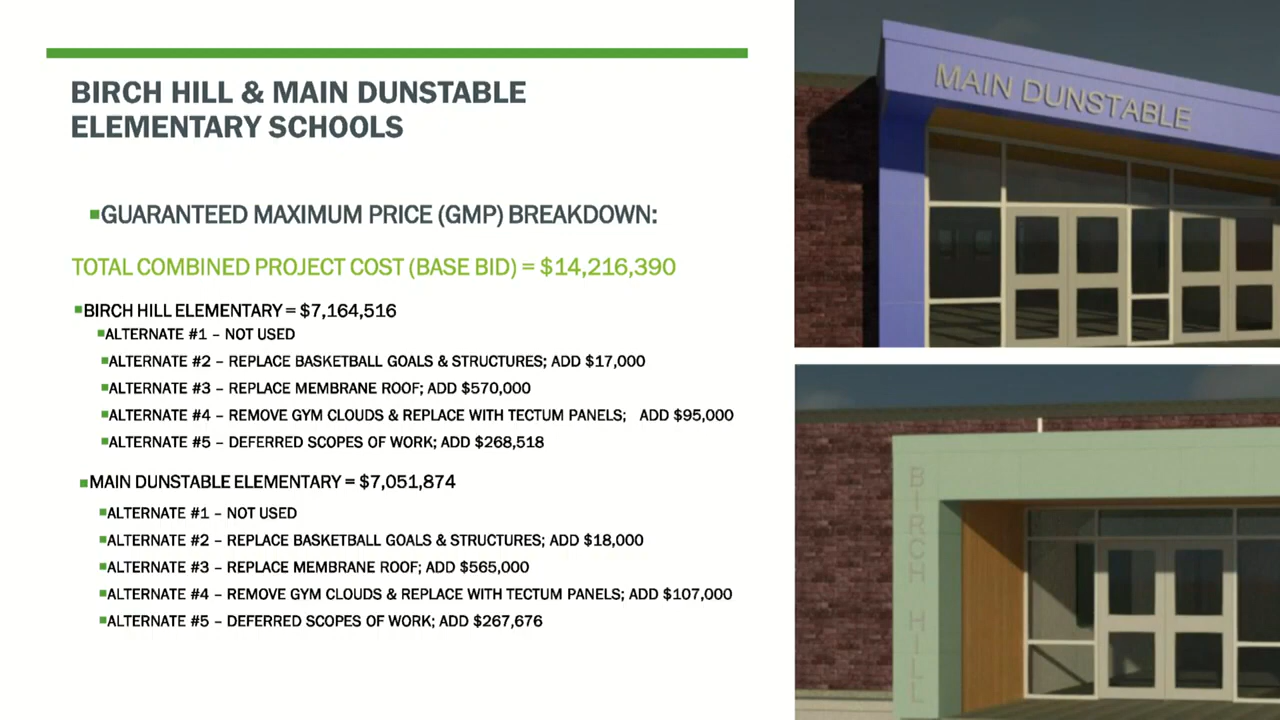 BIRCH HILL & MAIN DUNSTABLE
ELEMENTARY SCHOOLS
GUARANTEED MAXIMUM PRICE (GMP) BREAKDOWN:
TOTAL COMBINED PROJECT COST (BASE BID) = $14,216,390
BIRCH HILL ELEMENTARY = $7,164,516
ALTERNATE #1 – NOT USED
ALTERNATE #2 – REPLACE BASKETBALL GOALS & STRUCTURES; ADD $17,000
ALTERNATE #3 – REPLACE MEMBRANE ROOF; ADD $570,000
ALTERNATE #4 – REMOVE GYM CLOUDS & REPLACE WITH TECTUM PANELS; ADD $95,000
ALTERNATE #5 – DEFERRED SCOPES OF WORK; ADD $268,518
MAIN DUNSTABLE ELEMENTARY = $7,051,874
ALTERNATE #1 – NOT USED
ALTERNATE #2 – REPLACE BASKETBALL GOALS & STRUCTURES; ADD $18,000
ALTERNATE #3 – REPLACE MEMBRANE ROOF; ADD $565,000
ALTERNATE #4 – REMOVE GYM CLOUDS & REPLACE WITH TECTUM PANELS; ADD $107,000
ALTERNATE #5 – DEFERRED SCOPES OF WORK; ADD $267,676
MAIN DUNSTABLE
BIRCH HILL